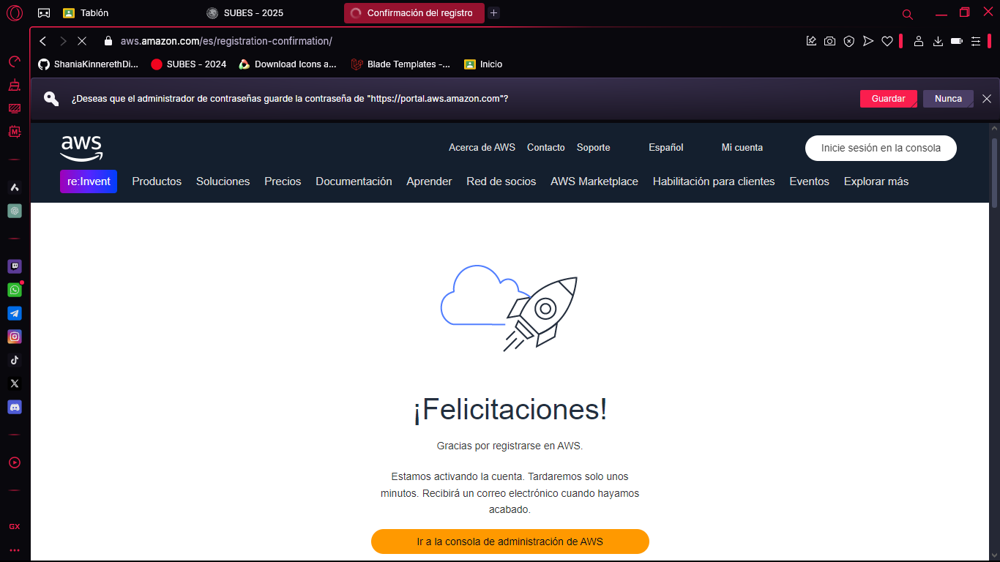 Tablón
SUBES - 2025
Confirmación del registro
aws.amazon.com/es/registration-confirmation/
ShaniaKinnerethDi...
SUBES - 2024
Download Icons a...
Blade Templates -...
Inicio
¿Deseas que el administrador de contraseñas guarde la contraseña de "https://portal.aws.amazon.com"?
Guardar
Nunca
aws
Acerca de AWS
Contacto
Soporte
Español
Mi cuenta
Inicie sesión en la consola
re:Invent
Productos
Soluciones
Precios
Documentación
Aprender
Red de socios
AWS Marketplace
Habilitación para clientes
Eventos
Explorar más
¡Felicitaciones!
Gracias por registrarse en AWS.
Estamos activando la cuenta. Tardaremos solo unos
minutos. Recibirá un correo electrónico cuando hayamos
acabado.
Ir a la consola de administración de AWS
M
GX